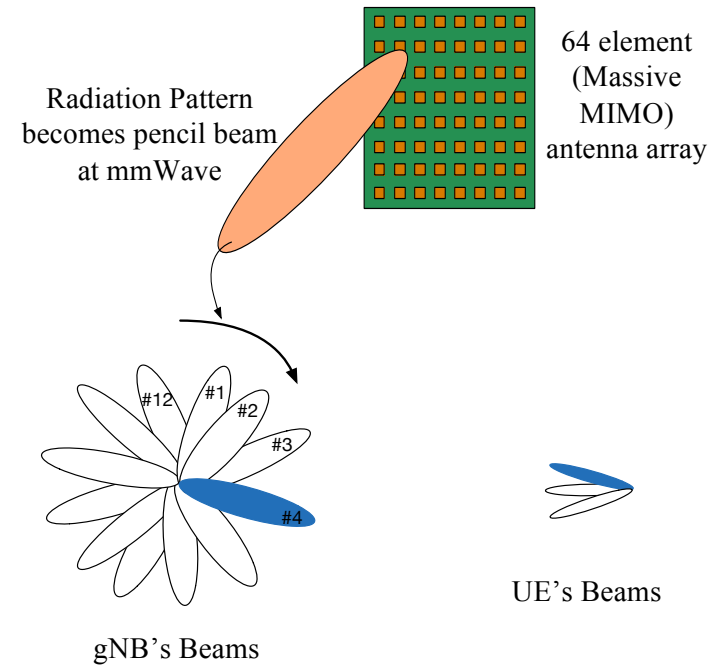 64 element
(Massive
MIMO)
antenna array
Radiation Pattern
becomes pencil beam
at mmWave
#12
#1
#2
#3
#4
UE's Beams
gNB's Beams